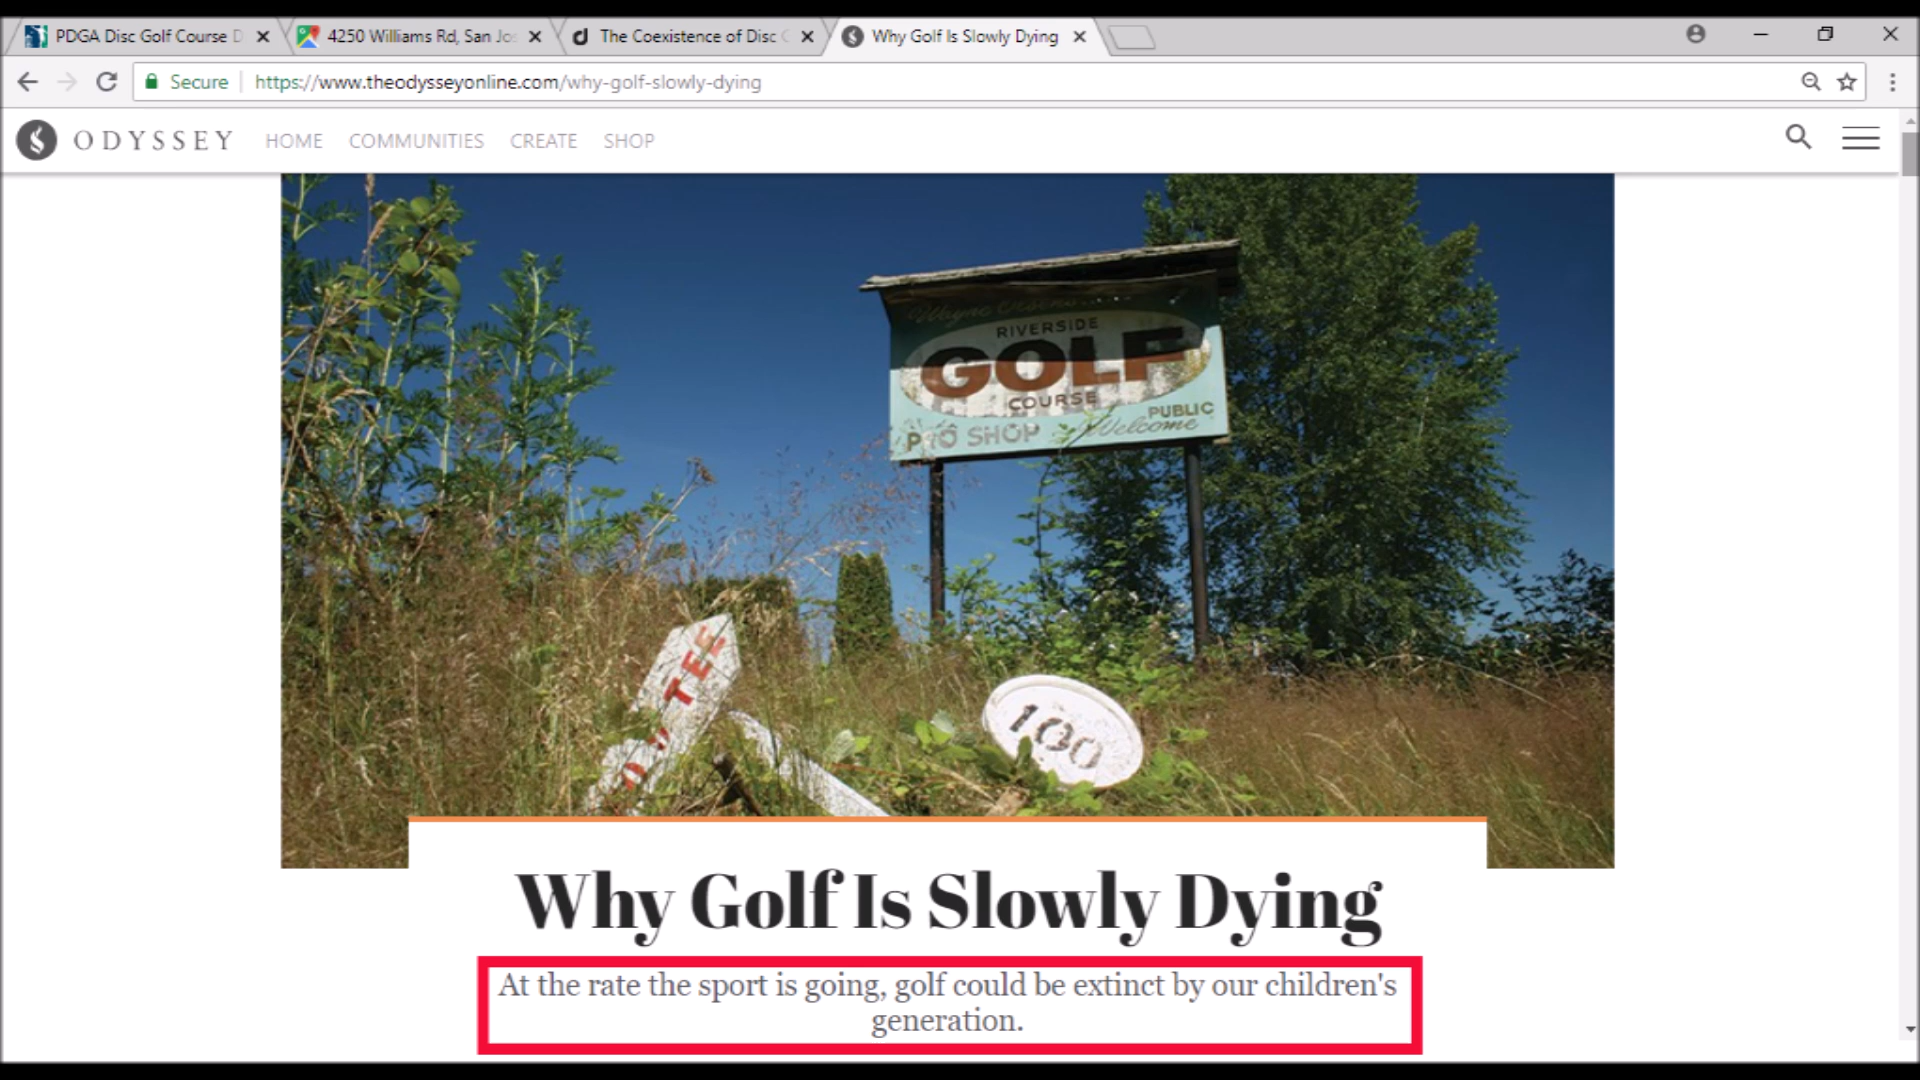 PDGA Disc Golf Course D
4250 Williams Rd, San Jo
The Coexistence of Disc G
Why Golf Is Slowly Dying
Secure
https://www.theodysseyonline.com/why-golf-slowly-dying
ODYSSEY
HOME
COMMUNITIES
CREATE
SHOP
RIVERSIDE
GOLF
COURSE
PUBLIC
PRO SHOP
Welcome
TEE
100
Why Golf Is Slowly Dying
At the rate the sport is going, golf could be extinct by our children's
generation.